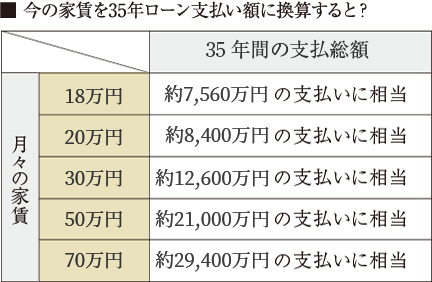 ■ 今の家賃を35年ローン支払い額に換算すると？
35年間の支払総額
月々の家賃
18万円 約7,560万円の支払いに相当
20万円 約8,400万円の支払いに相当
30万円 約12,600万円の支払いに相当
50万円 約21,000万円の支払いに相当
70万円 約29,400万円の支払いに相当